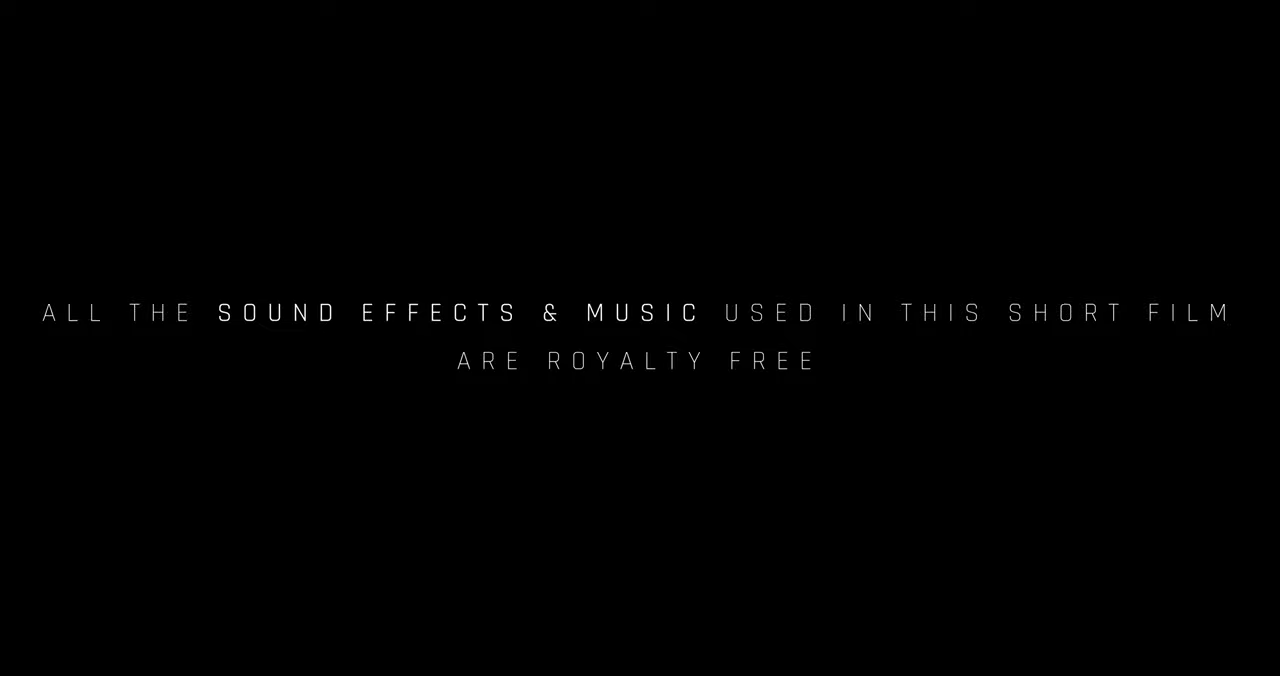 ALL THE SOUND EFFECTS & MUSIC USED IN THIS SHORT FILM
ARE ROYALTY FREE